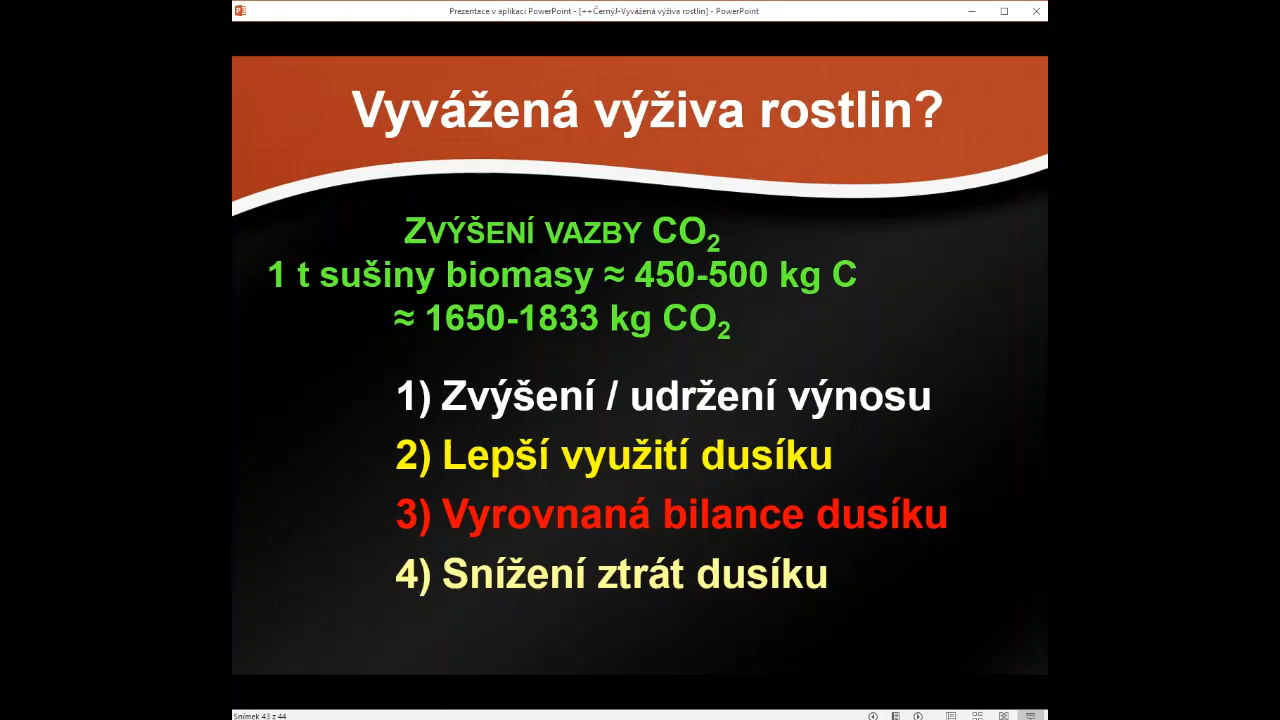 Prezentace v aplikaci PowerPoint - [++ČernýJ-Vyvážená výživa rostlin] - PowerPoint
Vyvážená výživa rostlin?
ZVÝŠENÍ VAZBY CO₂
1 t sušiny biomasy ≈ 450-500 kg C
≈ 1650-1833 kg CO₂
1) Zvýšení / udržení výnosu
2) Lepší využití dusíku
3) Vyrovnaná bilance dusíku
4) Snížení ztrát dusíku
Snímek 43 z 44